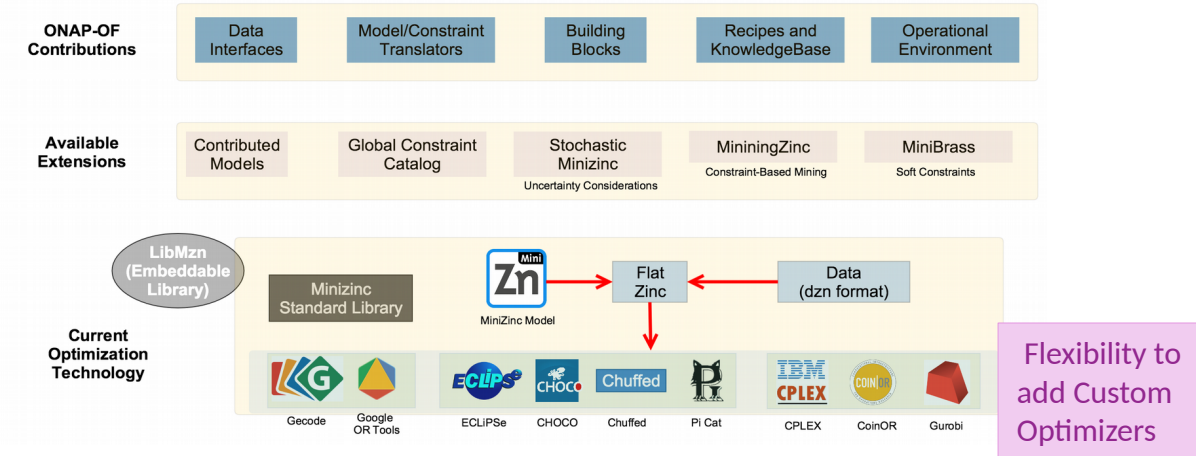 ONAP-OF
Contributions
Data
Interfaces
Model/Constraint
Translators
Building
Blocks
Recipes and
KnowledgeBase
Operational
Environment
Available
Extensions
Contributed
Models
Global Constraint
Catalog
Stochastic
Minizinc
Uncertainty Considerations
MiningZinc
Constraint-Based Mining
MiniBrass
Soft Constraints
LibMzn
(Embeddable
Library)
Minizinc
Standard Library
Mini
Zn
MiniZinc Model
Flat
Zinc
Data
(dzn format)
Current
Optimization
Technology
G
Gecode
Google
OR Tools
ECLiPSe
ECLiPSe
CHOCO
CHOCO
Chuffed
Chuffed
Pi Cat
IBM
CPLEX
CPLEX
COIN|OR
CoinOR
Gurobi
Flexibility to
add Custom
Optimizers